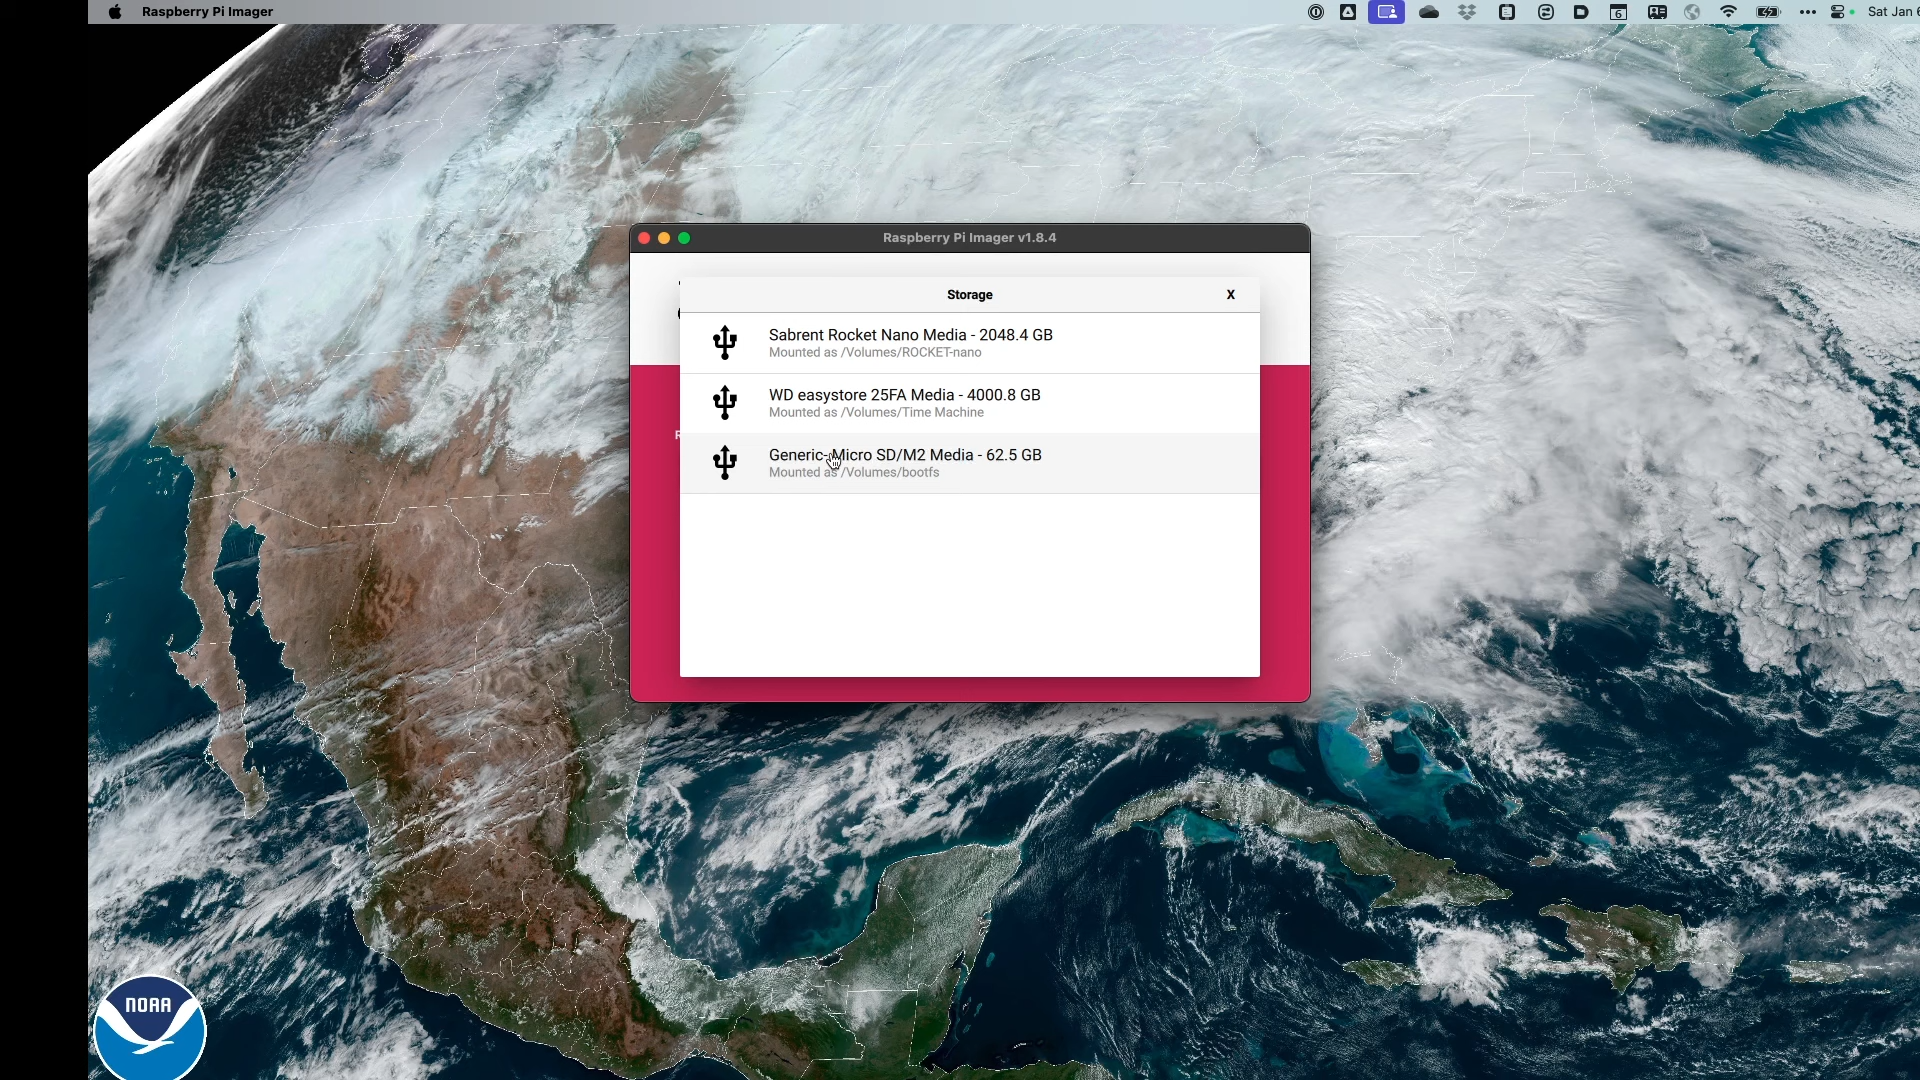 Raspberry Pi Imager
6
Sat Jan
Raspberry Pi Imager v1.8.4
Storage
X
Sabrent Rocket Nano Media - 2048.4 GB
Mounted as /Volumes/ROCKET-nano
WD easystore 25FA Media - 4000.8 GB
Mounted as /Volumes/Time Machine
Generic- Micro SD/M2 Media - 62.5 GB
Mounted as /Volumes/bootfs
NOAA